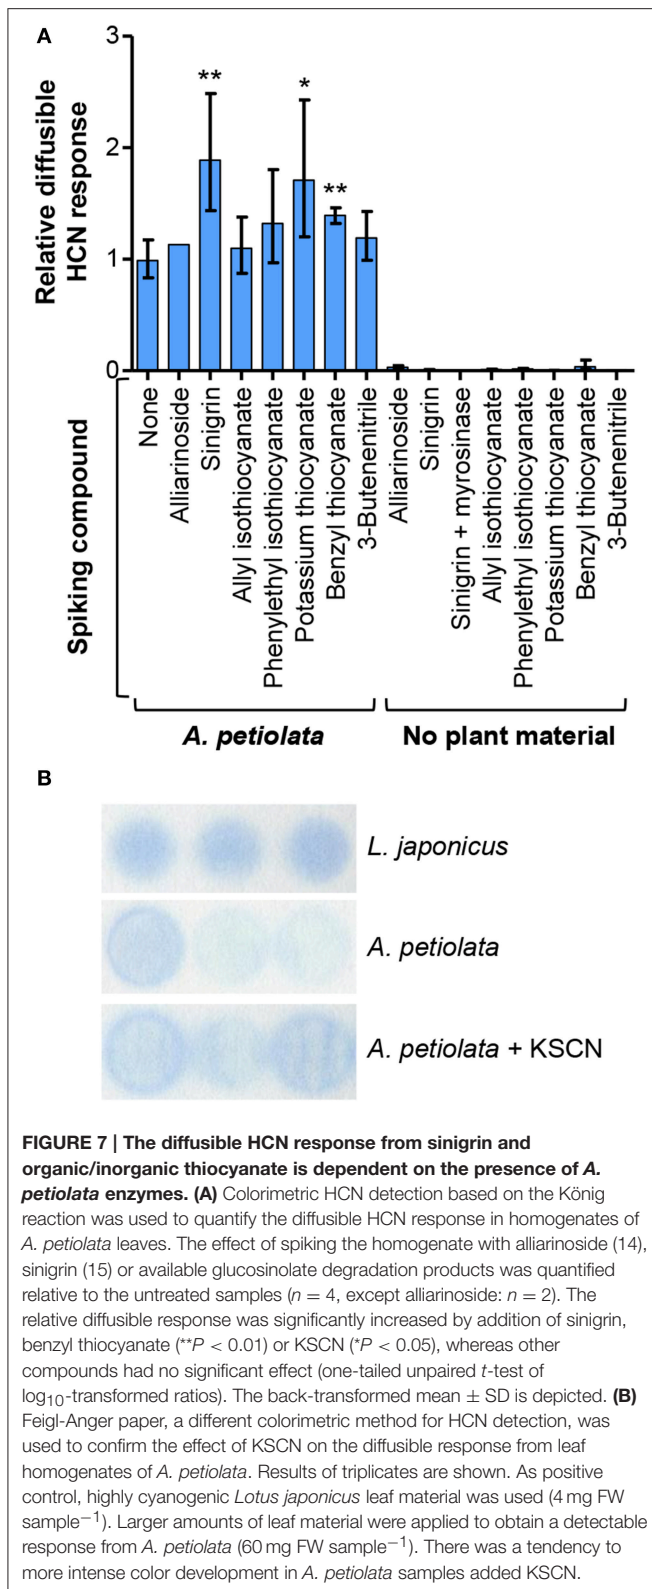 A
3
2
1
0
Relative diffusible
HCN response
**
*
**
Spiking compound
None
Alliarinoside
Sinigrin
Allyl isothiocyanate
Phenylethyl isothiocyanate
Potassium thiocyanate
Benzyl thiocyanate
3-Butenenitrile
Alliarinoside
Sinigrin
Sinigrin + myrosinase
Allyl isothiocyanate
Phenylethyl isothiocyanate
Potassium thiocyanate
Benzyl thiocyanate
3-Butenenitrile
A. petiolata
No plant material
B
L. japonicus
A. petiolata
A. petiolata + KSCN
FIGURE 7 | The diffusible HCN response from sinigrin and
organic/inorganic thiocyanate is dependent on the presence of A.
petiolata enzymes. (A) Colorimetric HCN detection based on the König
reaction was used to quantify the diffusible HCN response in homogenates of
A. petiolata leaves. The effect of spiking the homogenate with alliarinoside (14),
sinigrin (15) or available glucosinolate degradation products was quantified
relative to the untreated samples (n = 4, except alliarinoside: n = 2). The
relative diffusible response was significantly increased by addition of sinigrin,
benzyl thiocyanate (**P < 0.01) or KSCN (*P < 0.05), whereas other
compounds had no significant effect (one-tailed unpaired t-test of
log10-transformed ratios). The back-transformed mean ± SD is depicted. (B)
Feigl-Anger paper, a different colorimetric method for HCN detection, was
used to confirm the effect of KSCN on the diffusible response from leaf
homogenates of A. petiolata. Results of triplicates are shown. As positive
control, highly cyanogenic Lotus japonicus leaf material was used (4 mg FW
sample−1). Larger amounts of leaf material were applied to obtain a detectable
response from A. petiolata (60 mg FW sample−1). There was a tendency to
more intense color development in A. petiolata samples added KSCN.